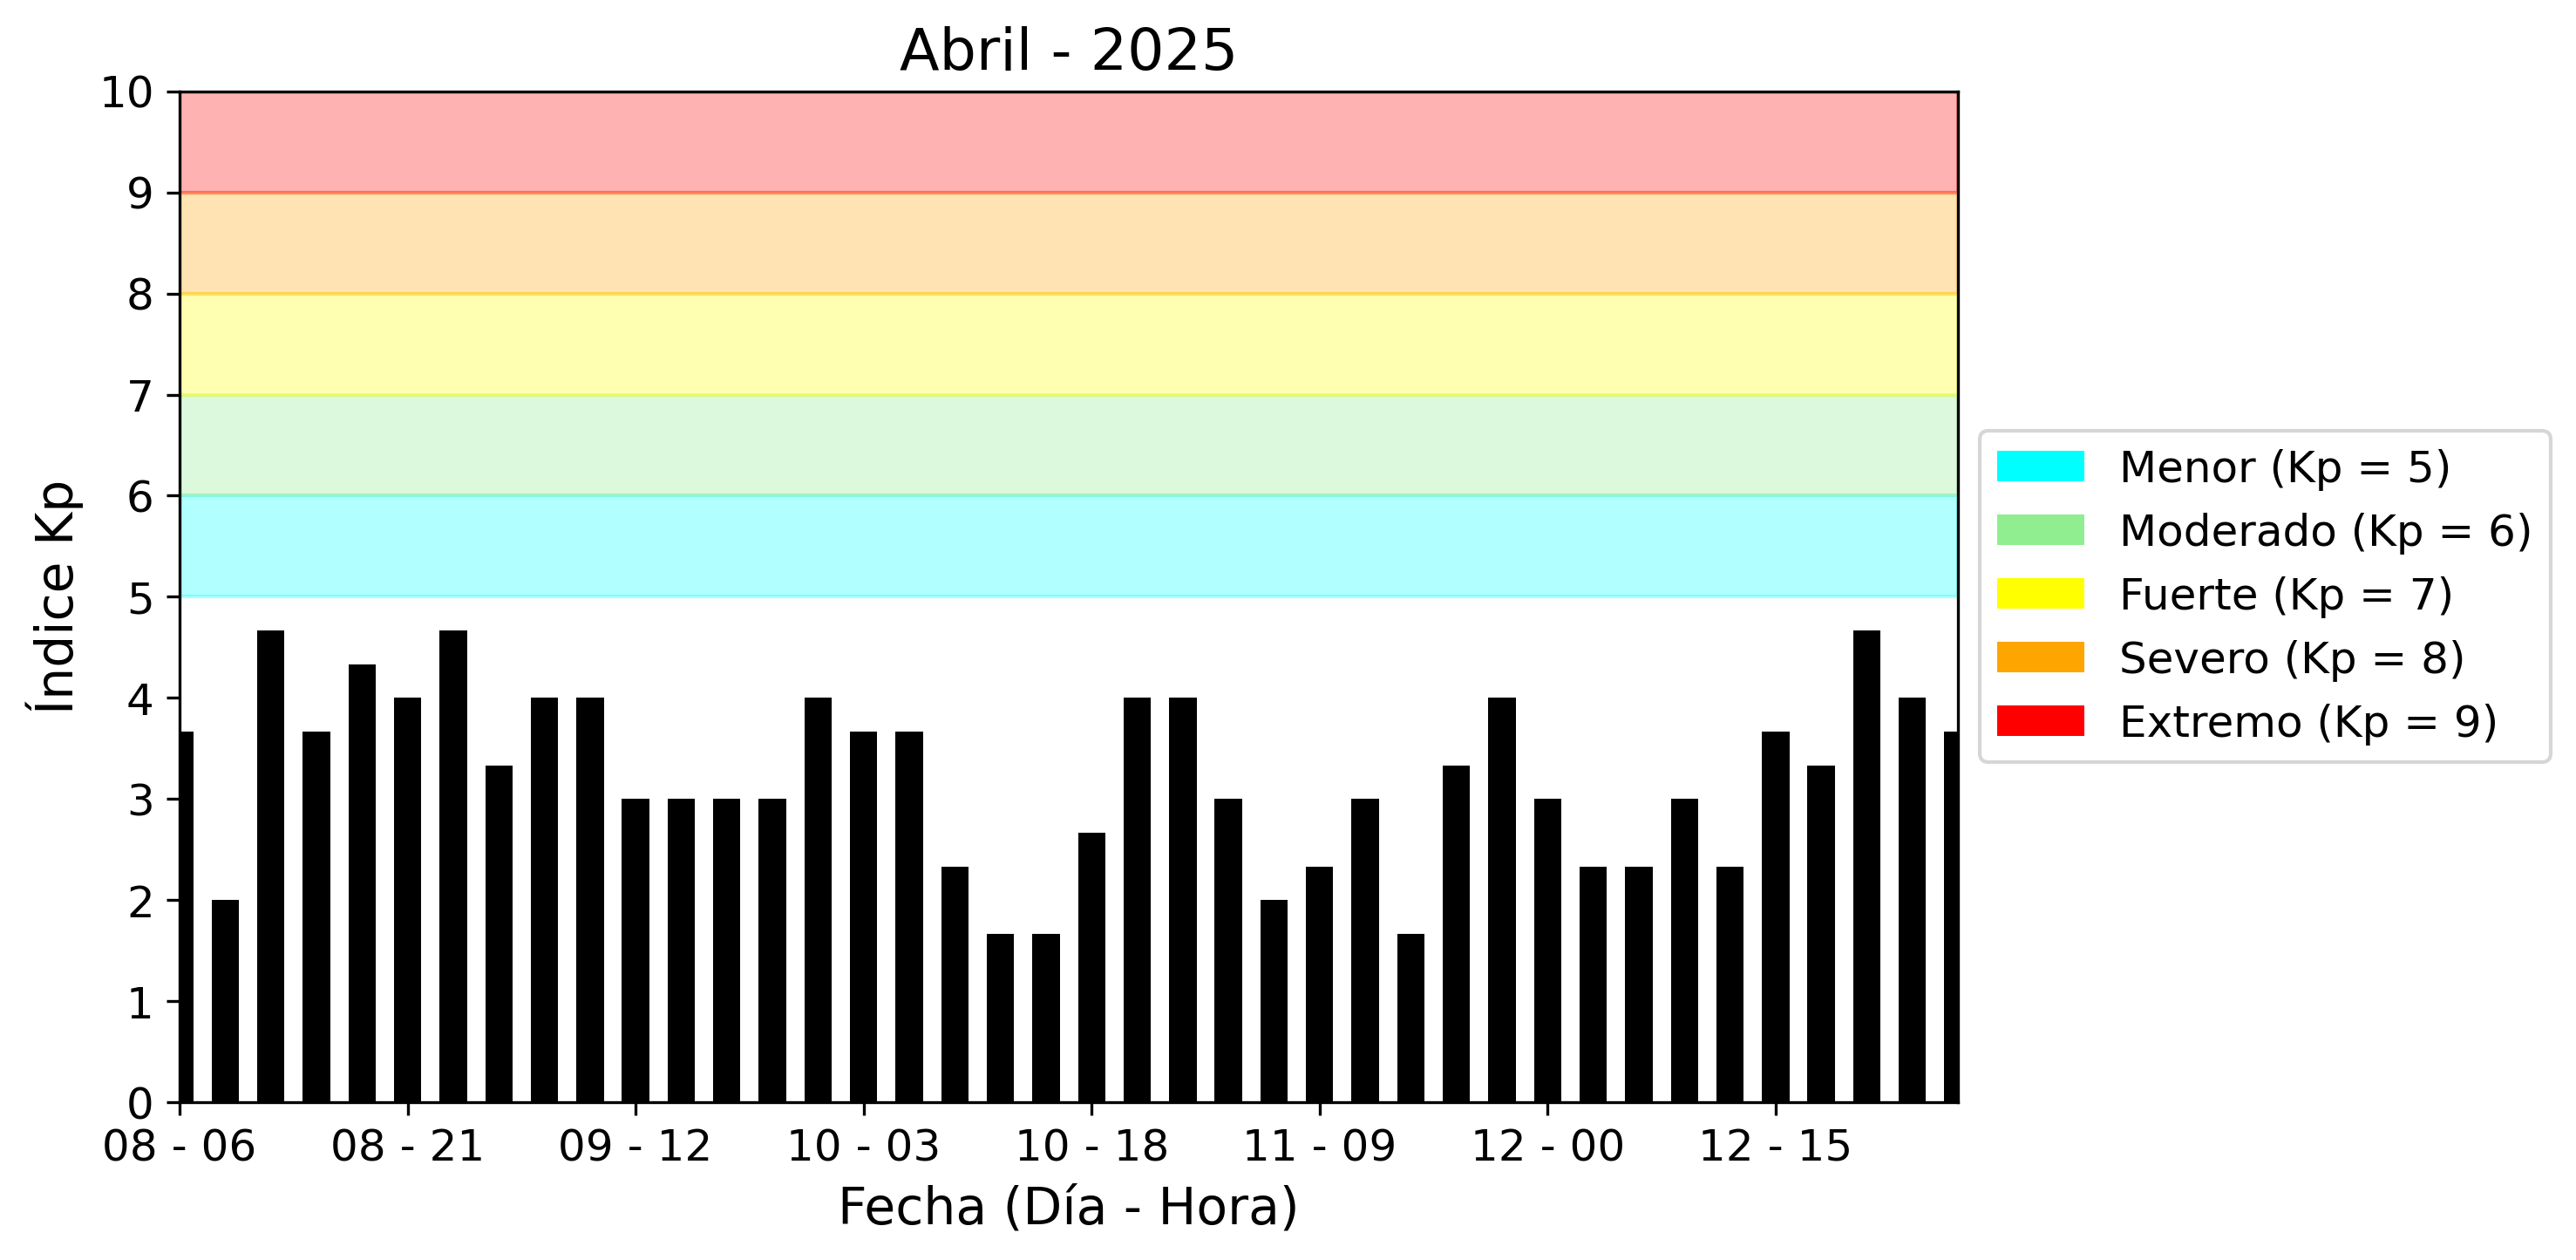 Abril - 2025
10
9
8
7
6
5
4
3
2
1
0
Índice Kp
08 - 06
08 - 21
09 - 12
10 - 03
10 - 18
11 - 09
12 - 00
12 - 15
Fecha (Día - Hora)
Menor (Kp = 5)
Moderado (Kp = 6)
Fuerte (Kp = 7)
Severo (Kp = 8)
Extremo (Kp = 9)